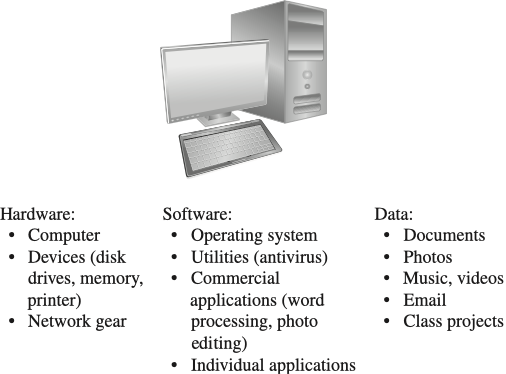 Hardware:
• Computer
• Devices (disk
drives, memory,
printer)
• Network gear
Software:
• Operating system
• Utilities (antivirus)
• Commercial
applications (word
processing, photo
editing)
• Individual applications
Data:
• Documents
• Photos
• Music, videos
• Email
• Class projects